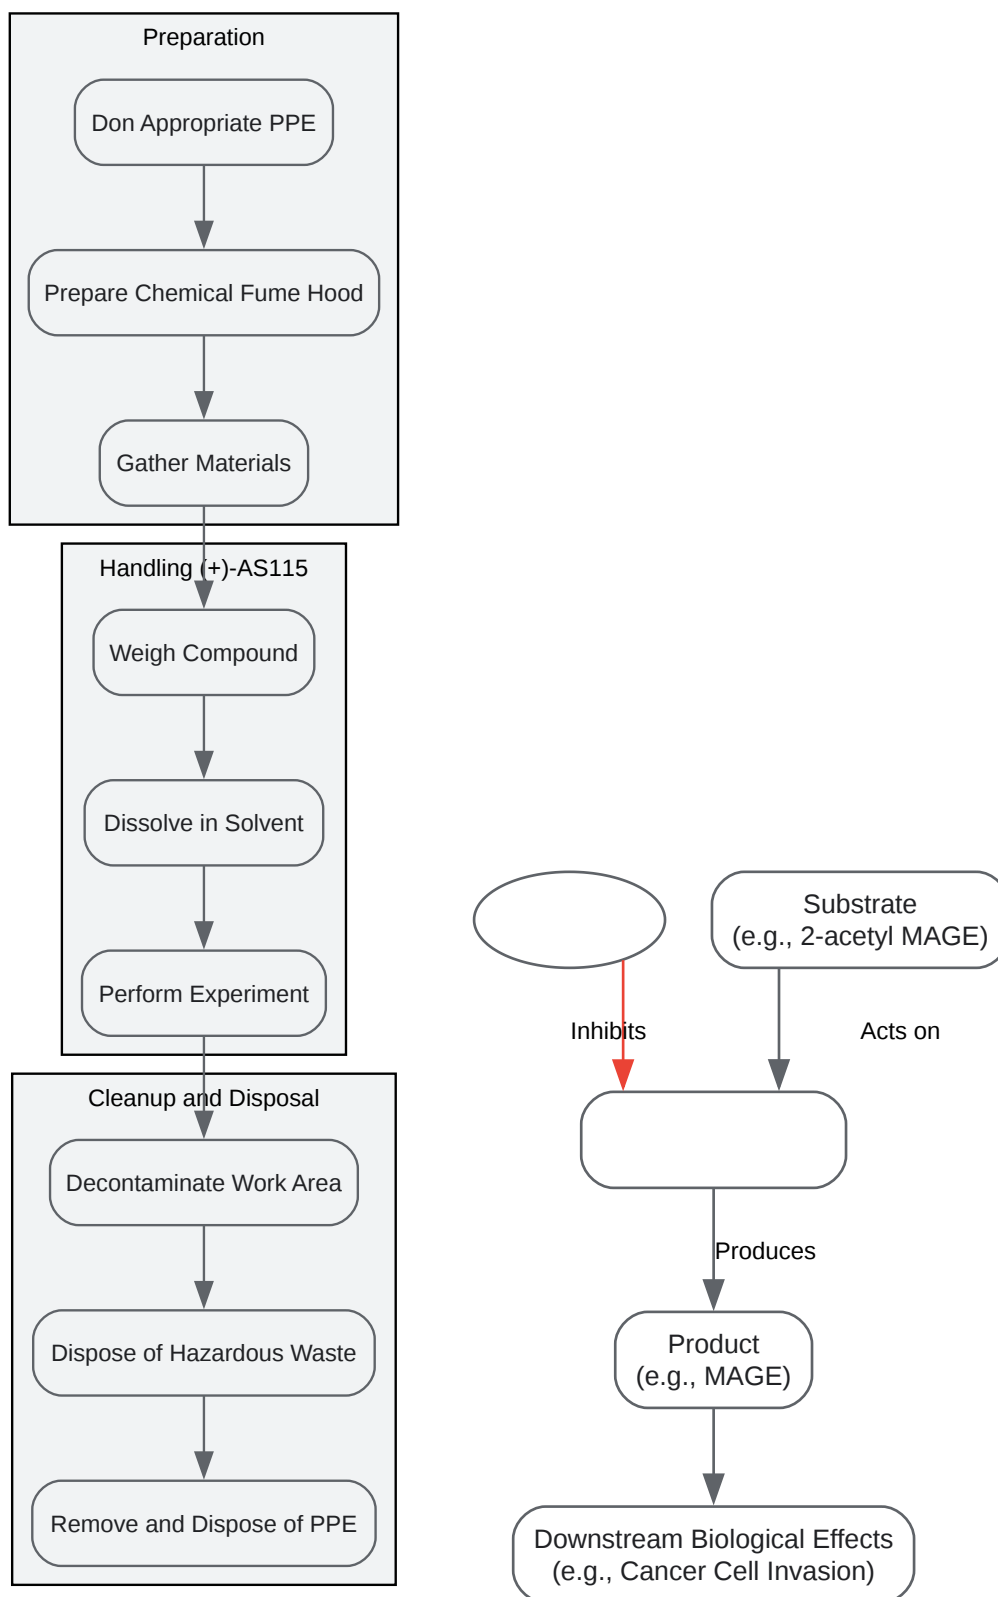 Preparation
Don Appropriate PPE
Prepare Chemical Fume Hood
Gather Materials
Handling (+)-AS115
Weigh Compound
Dissolve in Solvent
Perform Experiment
Cleanup and Disposal
Decontaminate Work Area
Dispose of Hazardous Waste
Remove and Dispose of PPE
Substrate
(e.g., 2-acetyl MAGE)
Inhibits
Acts on
Produces
Product
(e.g., MAGE)
Downstream Biological Effects
(e.g., Cancer Cell Invasion)